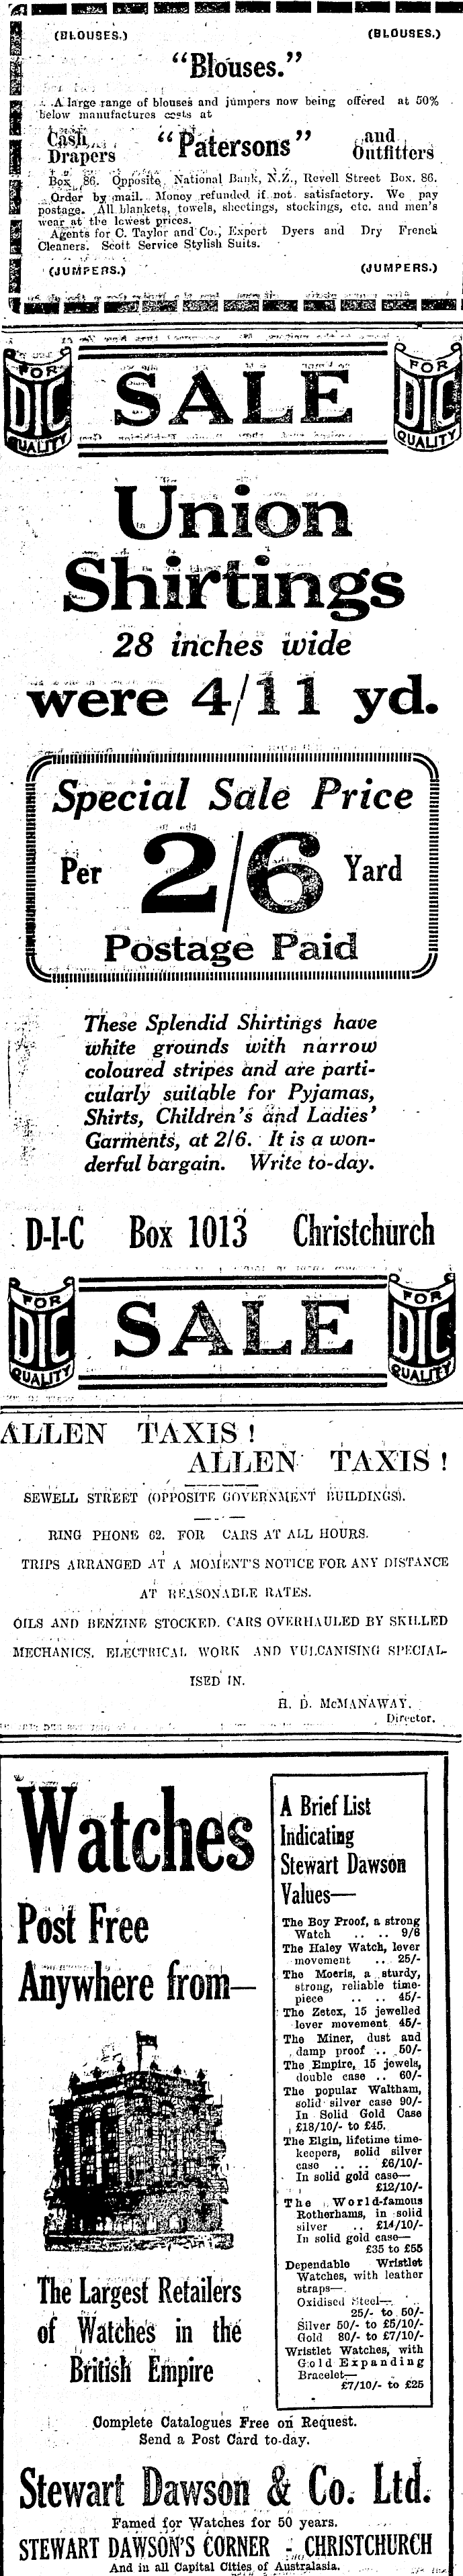 (BLOUSES.) (BLOUSES.)
"Blouses."
A large range of blouses and jumpers now being offered at 50%
below manufactures costs at
Cash Drapers "Patersons" and Outfitters
Box 86. Opposite National Bank, N.Z., Revell Street Box. 86.
Order by mail. Money refunded if not satisfactory. We pay
postage. All blankets, towels, sheetings, stockings, etc. and men's
wear at the lowest prices.
Agents for C. Taylor and Co., Expert Dyers and Dry French
Cleaners. Scott Service Stylish Suits.
(JUMPERS.) (JUMPERS.)
FOR DIC QUALITY
SALE
FOR DIC QUALITY
Union
Shirtings
28 inches wide
were 4/11 yd.
Special Sale Price
Per 2/6 Yard
Postage Paid
These Splendid Shirtings have
white grounds with narrow
coloured stripes and are parti-
cularly suitable for Pyjamas,
Shirts, Children's and Ladies'
Garments, at 2/6. It is a won-
derful bargain. Write to-day.
D-I-C Box 1013 Christchurch
FOR DIC QUALITY
SALE
FOR DIC QUALITY
ALLEN TAXIS!
ALLEN TAXIS!
SEWELL STREET (OPPOSITE GOVERNMENT BUILDINGS).
RING PHONE 62. FOR CARS AT ALL HOURS.
TRIPS ARRANGED AT A MOMENT'S NOTICE FOR ANY DISTANCE
AT REASONABLE RATES.
OILS AND BENZINE STOCKED. CARS OVERHAULED BY SKILLED
MECHANICS. ELECTRICAL WORK AND VULCANISING SPECIAL-
ISED IN.
H. D. McMANAWAY.
Director.
Watches
Post Free
Anywhere from—
The Largest Retailers
of Watches in the
British Empire
A Brief List
Indicating
Stewart Dawson
Values—
The Boy Proof, a strong
Watch .. .. 9/6
The Haley Watch, lever
movement .. 25/-
The Moeris, a sturdy,
strong, reliable time-
piece .. .. 45/-
The Zetex, 15 jewelled
lover movement 45/-
The Miner, dust and
damp proof .. 50/-
The Empire, 15 jewels,
double case .. 60/-
The popular Waltham,
solid silver case 90/-
In Solid Gold Case
£18/10/- to £45.
The Elgin, lifetime time-
keepers, solid silver
case .. .. £6/10/-
In solid gold case—
£12/10/-
The World-famous
Rotherhams, in solid
silver .. £14/10/-
In solid gold case—
£35 to £55
Dependable Wristlet
Watches, with leather
straps—
Oxidised Steel—
25/- to 50/-
Silver 50/- to £5/10/-
Gold 80/- to £7/10/-
Wristlet Watches, with
Gold Expanding
Bracelet—
£7/10/- to £25
Complete Catalogues Free on Request.
Send a Post Card to-day.
Stewart Dawson & Co. Ltd.
Famed for Watches for 50 years.
STEWART DAWSON'S CORNER - CHRISTCHURCH
And in all Capital Cities of Australasia.